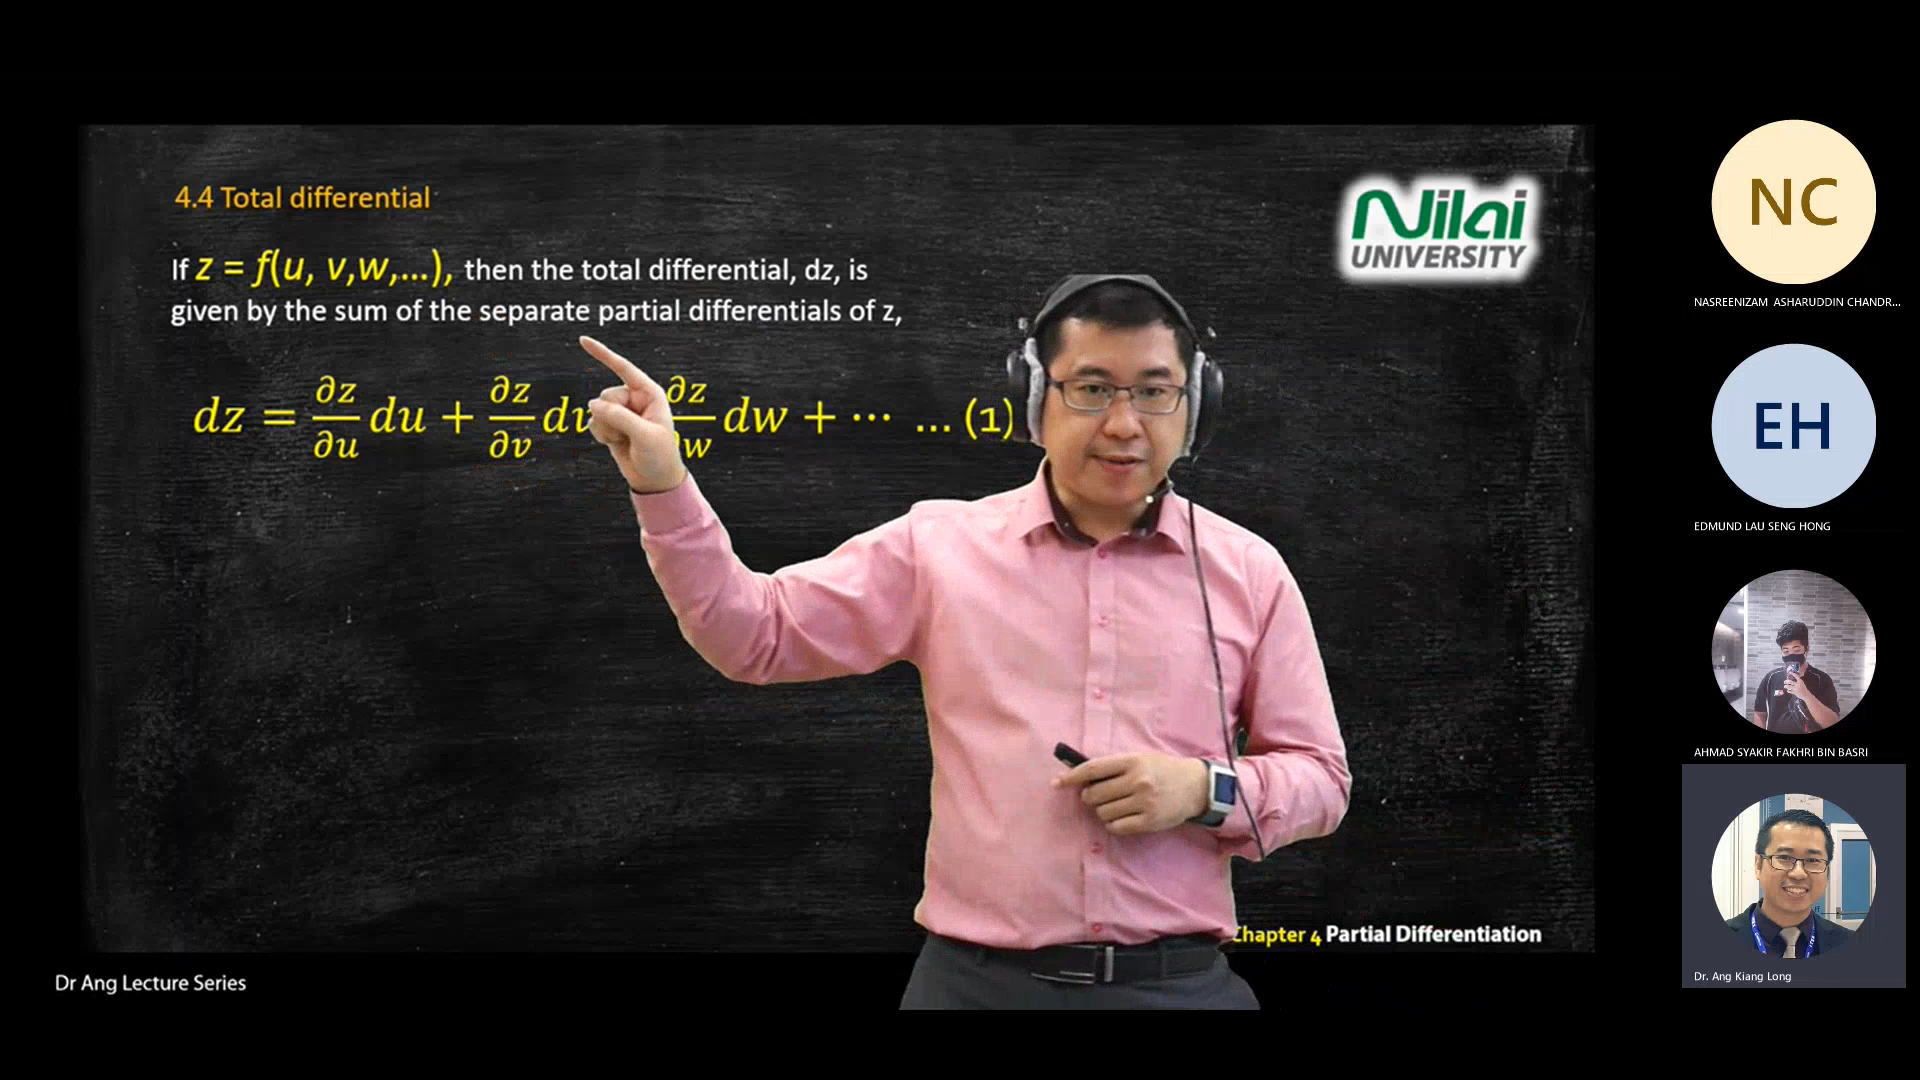 4.4 Total differential
If z = f(u, v,w,...), then the total differential, dz, is
given by the sum of the separate partial differentials of z,
dz = ∂z/∂u du + ∂z/∂v dv ∂z/∂w dw + ⋯ ... (1)
Nilai
UNIVERSITY
Chapter 4 Partial Differentiation
Dr Ang Lecture Series
NC
NASREENIZAM ASHARUDDIN CHANDR...
EH
EDMUND LAU SENG HONG
AHMAD SYAKIR FAKHRI BIN BASRI
Dr. Ang Kiang Long